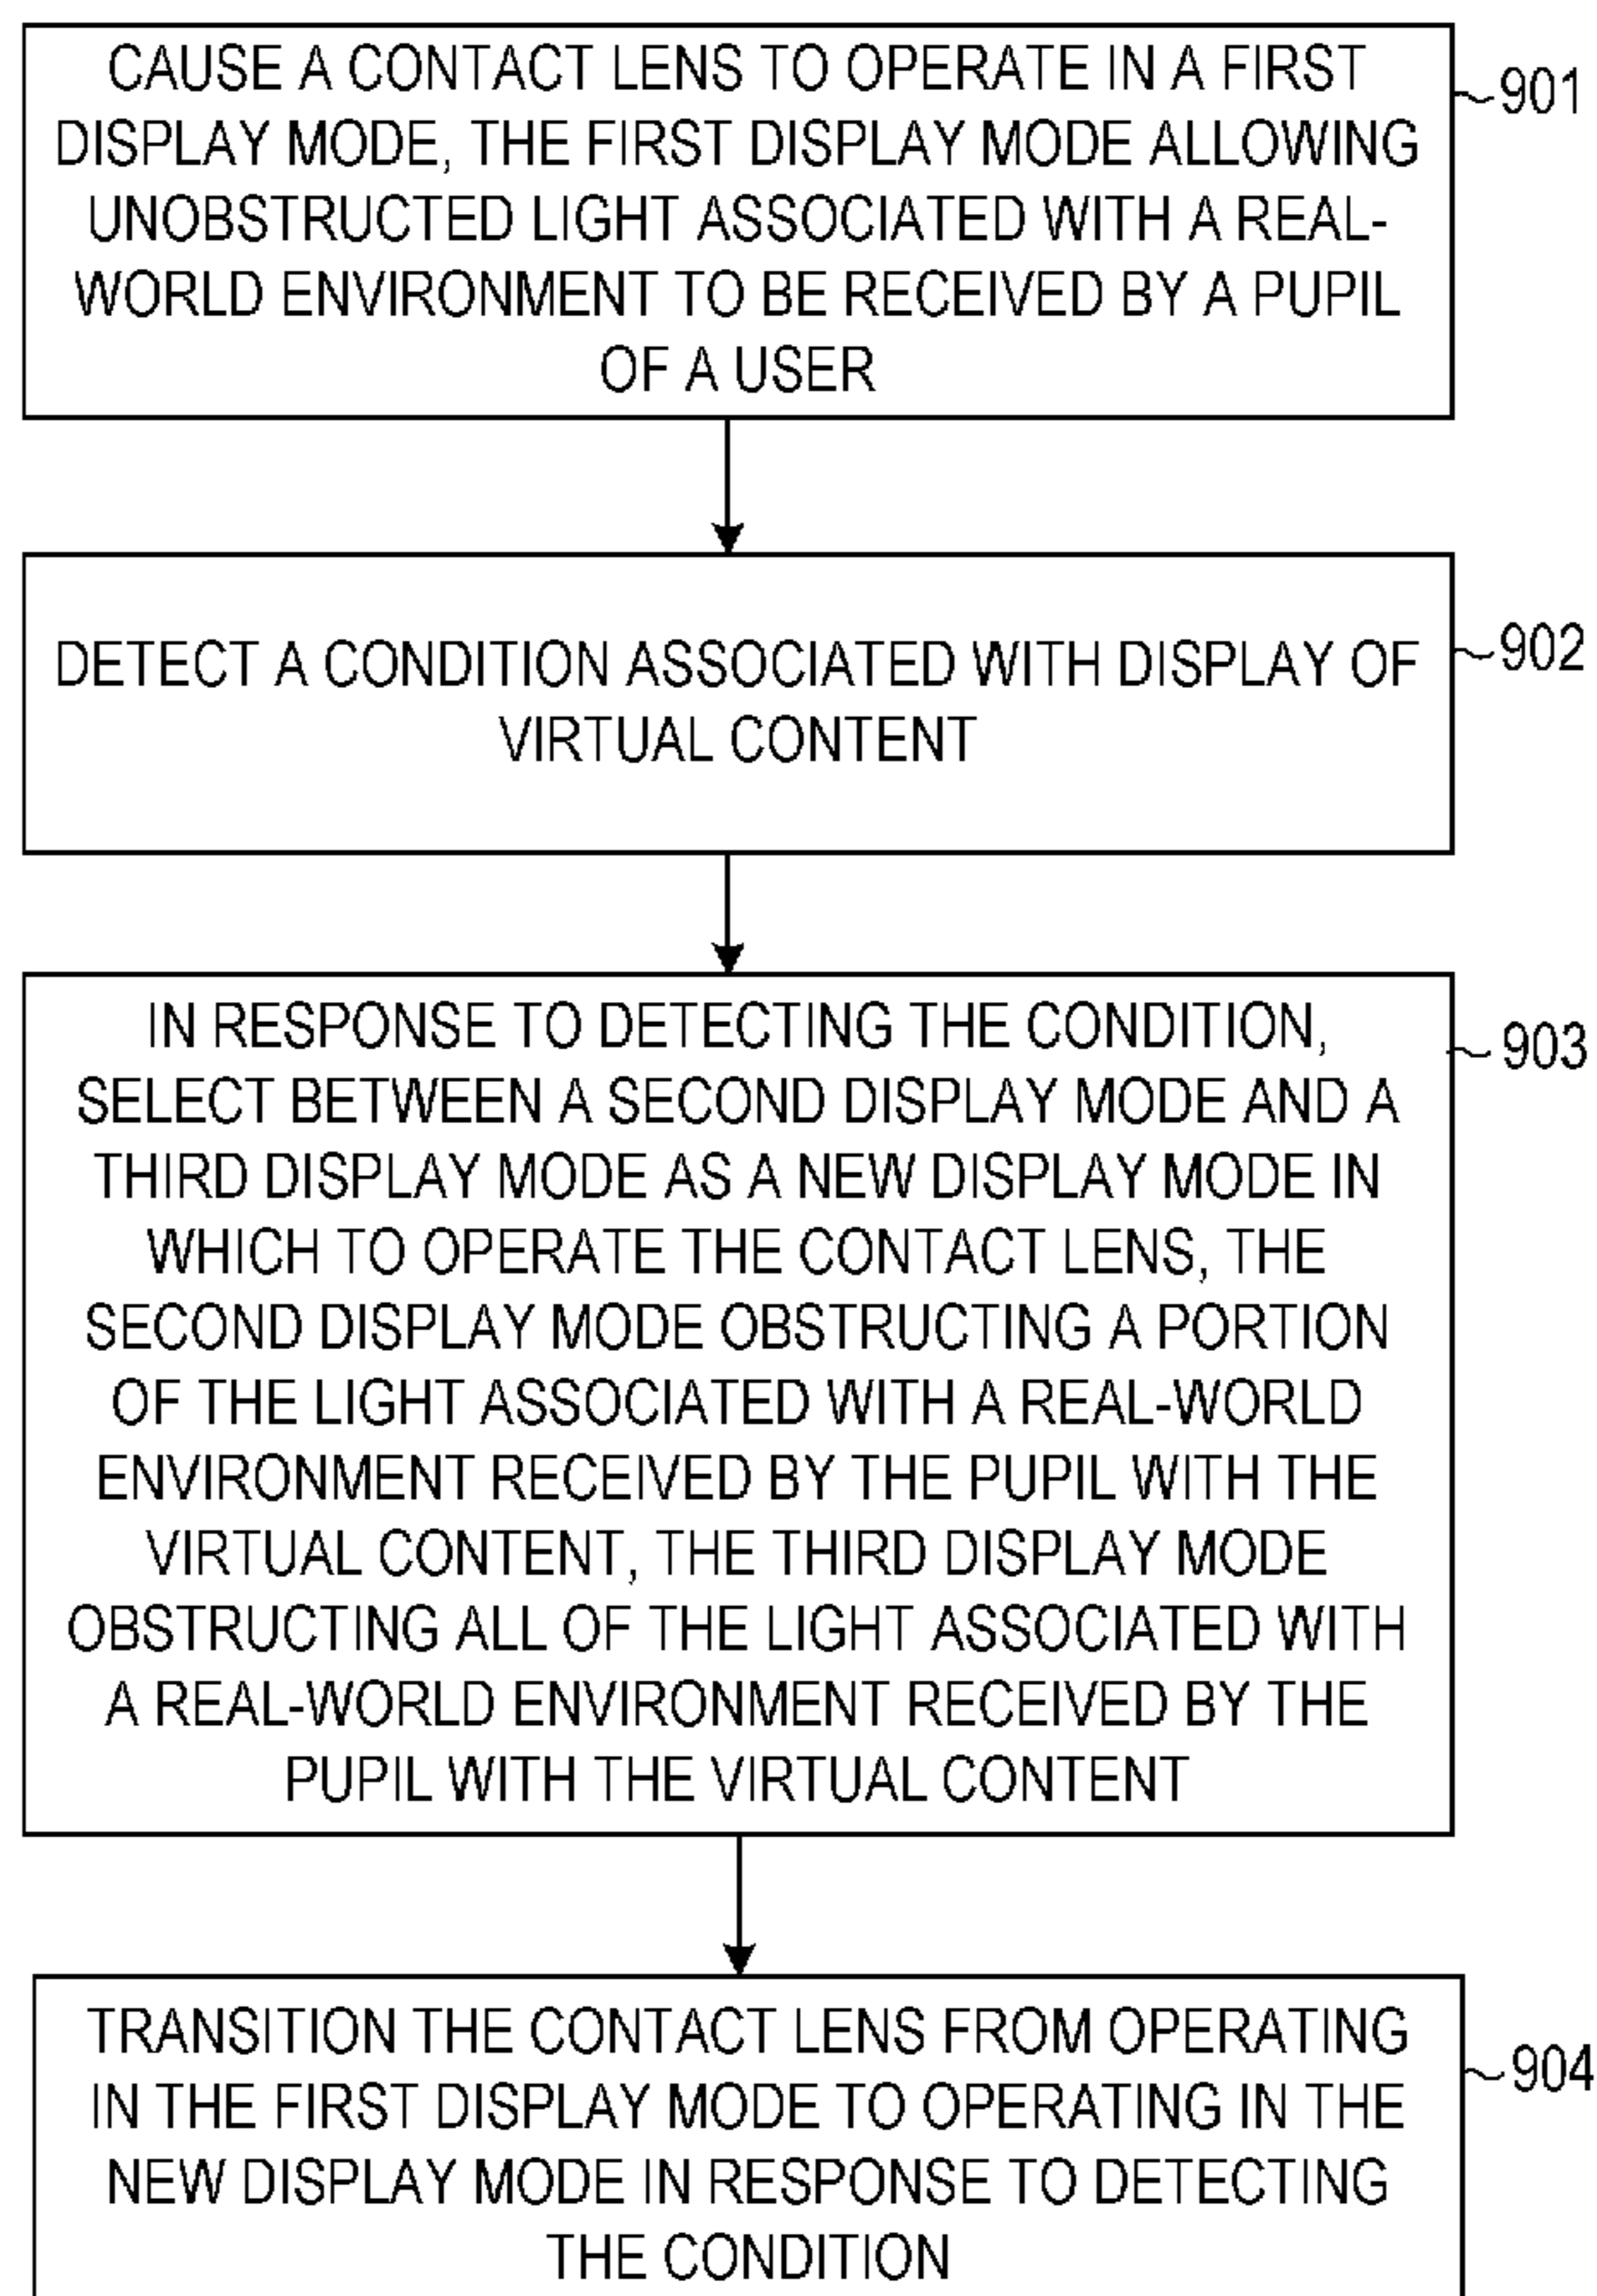 CAUSE A CONTACT LENS TO OPERATE IN A FIRST
DISPLAY MODE, THE FIRST DISPLAY MODE ALLOWING
UNOBSTRUCTED LIGHT ASSOCIATED WITH A REAL-
WORLD ENVIRONMENT TO BE RECEIVED BY A PUPIL
OF A USER
901
DETECT A CONDITION ASSOCIATED WITH DISPLAY OF
VIRTUAL CONTENT
902
IN RESPONSE TO DETECTING THE CONDITION,
SELECT BETWEEN A SECOND DISPLAY MODE AND A
THIRD DISPLAY MODE AS A NEW DISPLAY MODE IN
WHICH TO OPERATE THE CONTACT LENS, THE
SECOND DISPLAY MODE OBSTRUCTING A PORTION
OF THE LIGHT ASSOCIATED WITH A REAL-WORLD
ENVIRONMENT RECEIVED BY THE PUPIL WITH THE
VIRTUAL CONTENT, THE THIRD DISPLAY MODE
OBSTRUCTING ALL OF THE LIGHT ASSOCIATED WITH
A REAL-WORLD ENVIRONMENT RECEIVED BY THE
PUPIL WITH THE VIRTUAL CONTENT
903
TRANSITION THE CONTACT LENS FROM OPERATING
IN THE FIRST DISPLAY MODE TO OPERATING IN THE
NEW DISPLAY MODE IN RESPONSE TO DETECTING
THE CONDITION
904